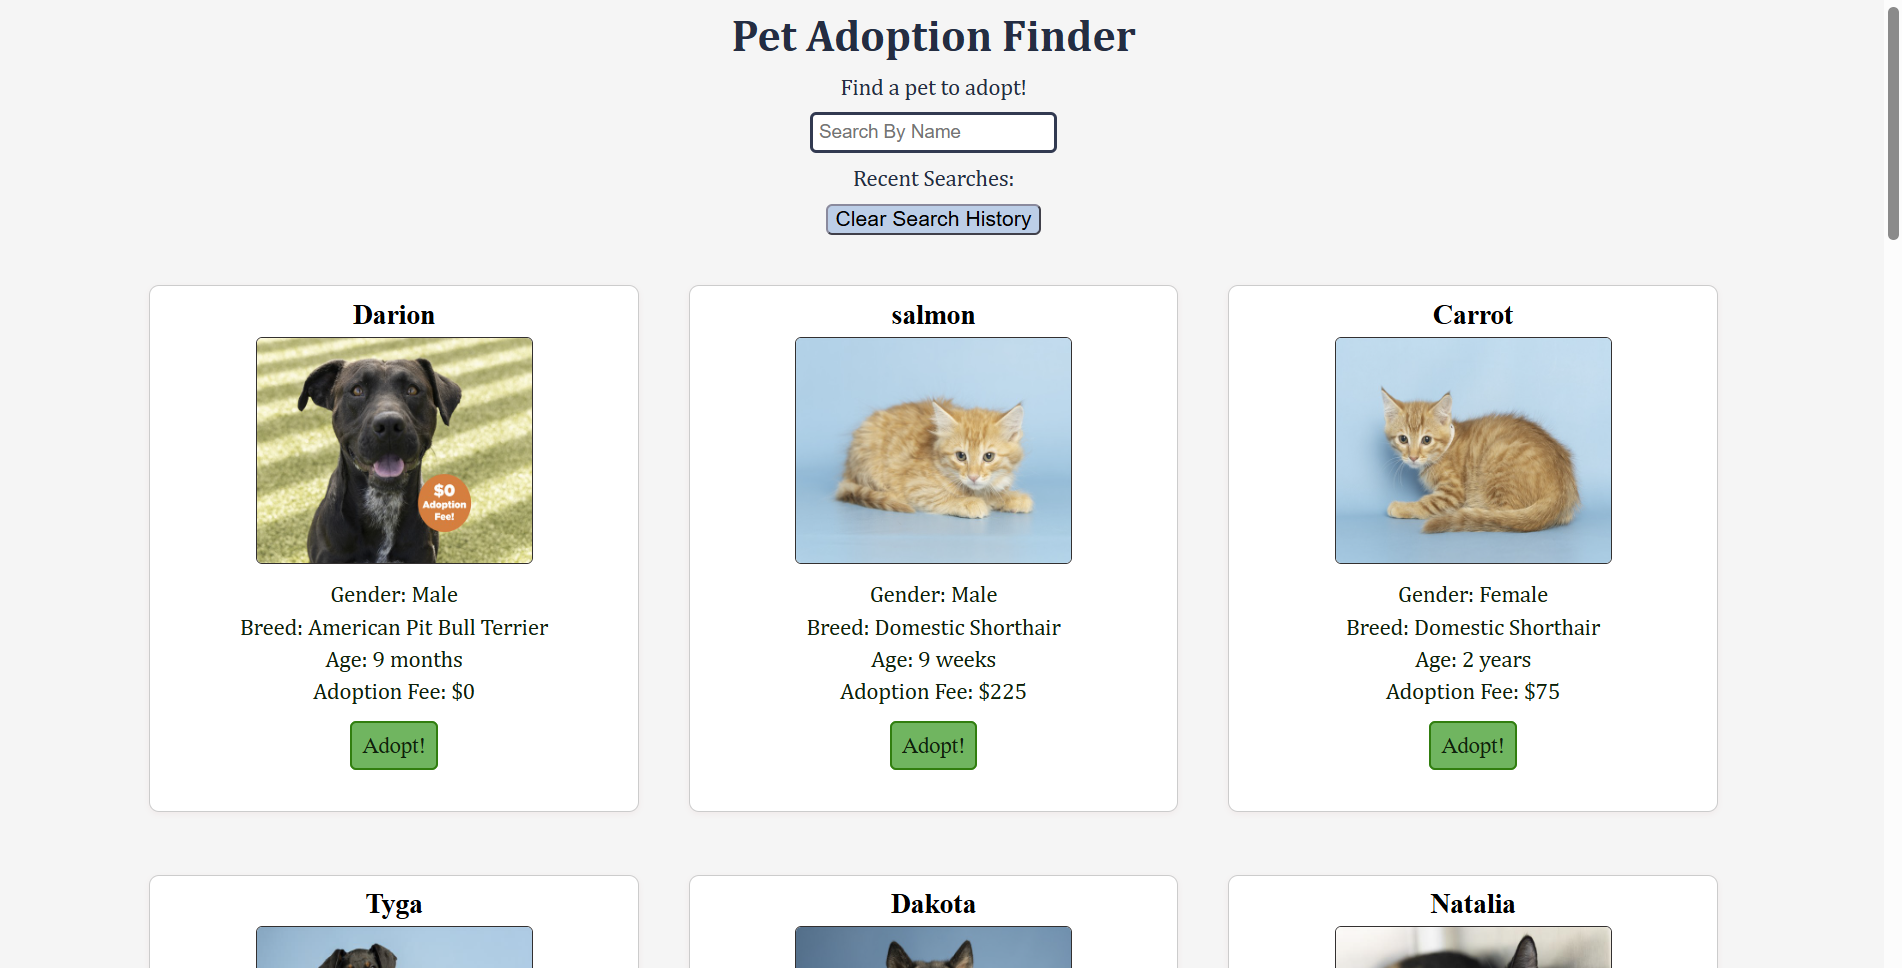 Pet Adoption Finder
Find a pet to adopt!
Search By Name
Recent Searches:
Clear Search History
Darion
$0
Adoption
Fee!
Gender: Male
Breed: American Pit Bull Terrier
Age: 9 months
Adoption Fee: $0
Adopt!
salmon
Gender: Male
Breed: Domestic Shorthair
Age: 9 weeks
Adoption Fee: $225
Adopt!
Carrot
Gender: Female
Breed: Domestic Shorthair
Age: 2 years
Adoption Fee: $75
Adopt!
Tyga
Dakota
Natalia